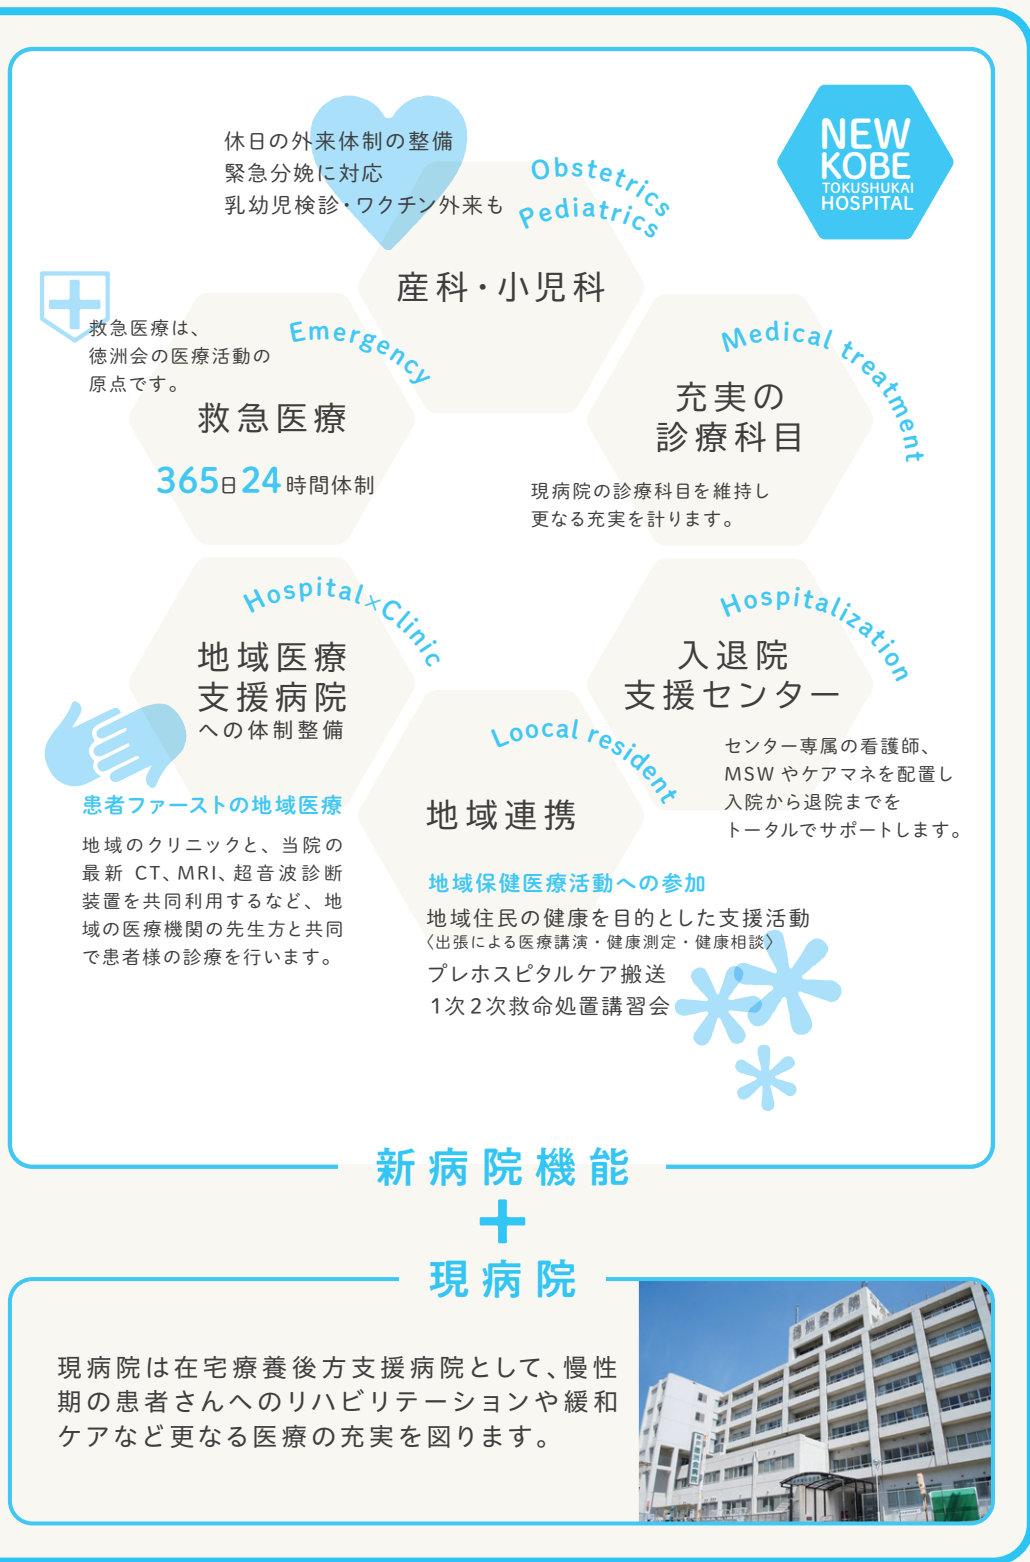 NEW
KOBE
TOKUSHUKAI
HOSPITAL
休日の外来体制の整備
緊急分娩に対応
乳幼児検診・ワクチン外来も
Obstetrics
Pediatrics
産科・小児科
救急医療は、
徳洲会の医療活動の
原点です。
Emergency
救急医療
365日24時間体制
Medical treatment
充実の
診療科目
現病院の診療科目を維持し
更なる充実を計ります。
Hospital×Clinic
地域医療
支援病院
への体制整備
患者ファーストの地域医療
地域のクリニックと、当院の
最新 CT、MRI、超音波診断
装置を共同利用するなど、地
域の医療機関の先生方と共同
で患者様の診療を行います。
Hospitalization
入退院
支援センター
センター専属の看護師、
MSW やケアマネを配置し
入院から退院までを
トータルでサポートします。
Loocal resident
地域連携
地域保健医療活動への参加
地域住民の健康を目的とした支援活動
〈出張による医療講演・健康測定・健康相談〉
プレホスピタルケア搬送
1次2次救命処置講習会
新病院機能
+
現病院
現病院は在宅療養後方支援病院として、慢性
期の患者さんへのリハビリテーションや緩和
ケアなど更なる医療の充実を図ります。
徳洲会病院
神戸徳洲会病院